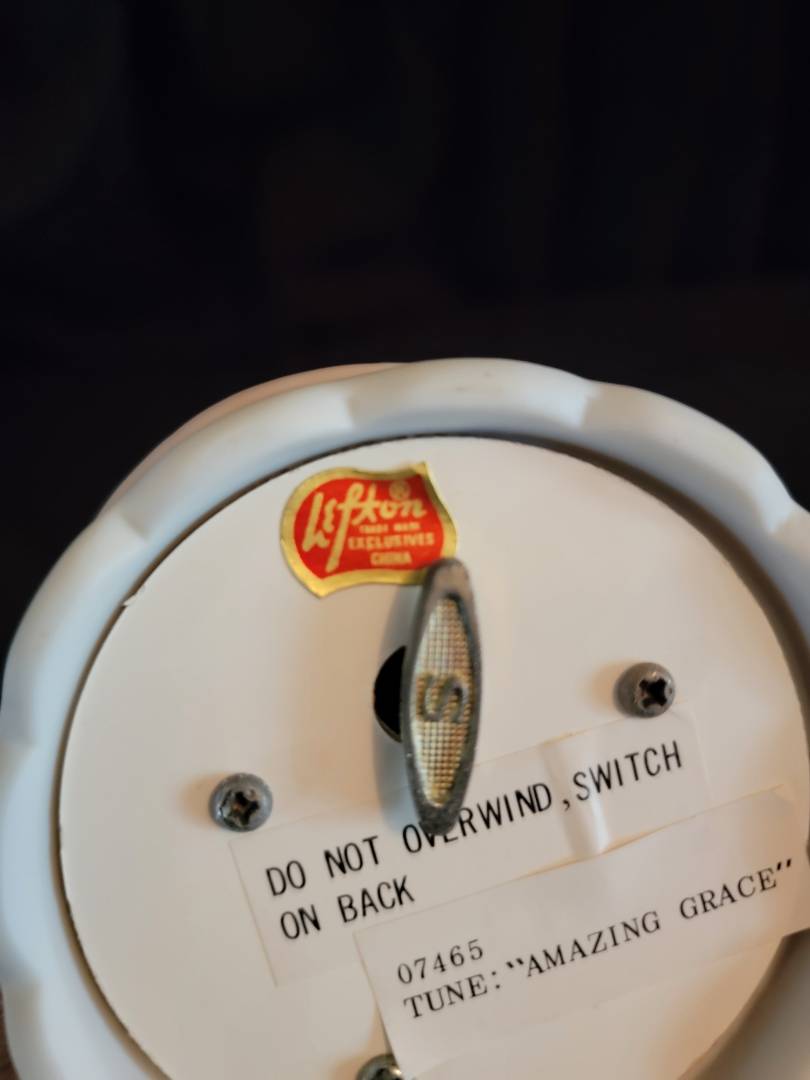 Lefton ®
TRADE MARK
EXCLUSIVES
CHINA
S
DO NOT OVERWIND, SWITCH
ON BACK
07465
TUNE: "AMAZING GRACE"